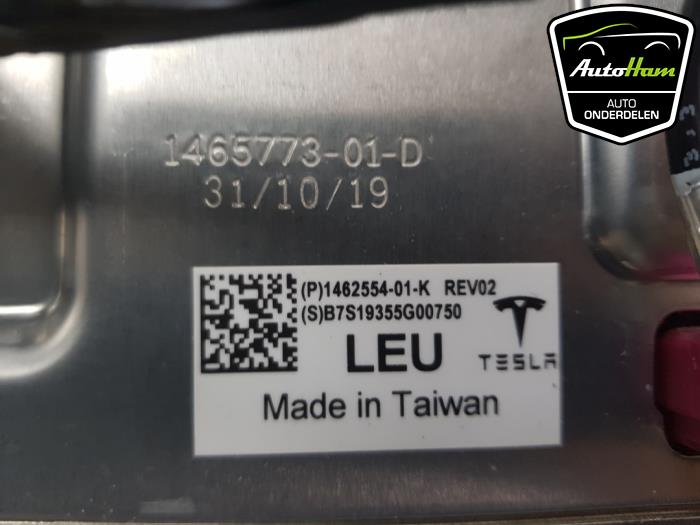 AutoHam
AUTO
ONDERDELEN
1465773-01-D
31/10/19
(P)1462554-01-K REV02
(S)B7S19355G00750
LEU
TESLA
Made in Taiwan